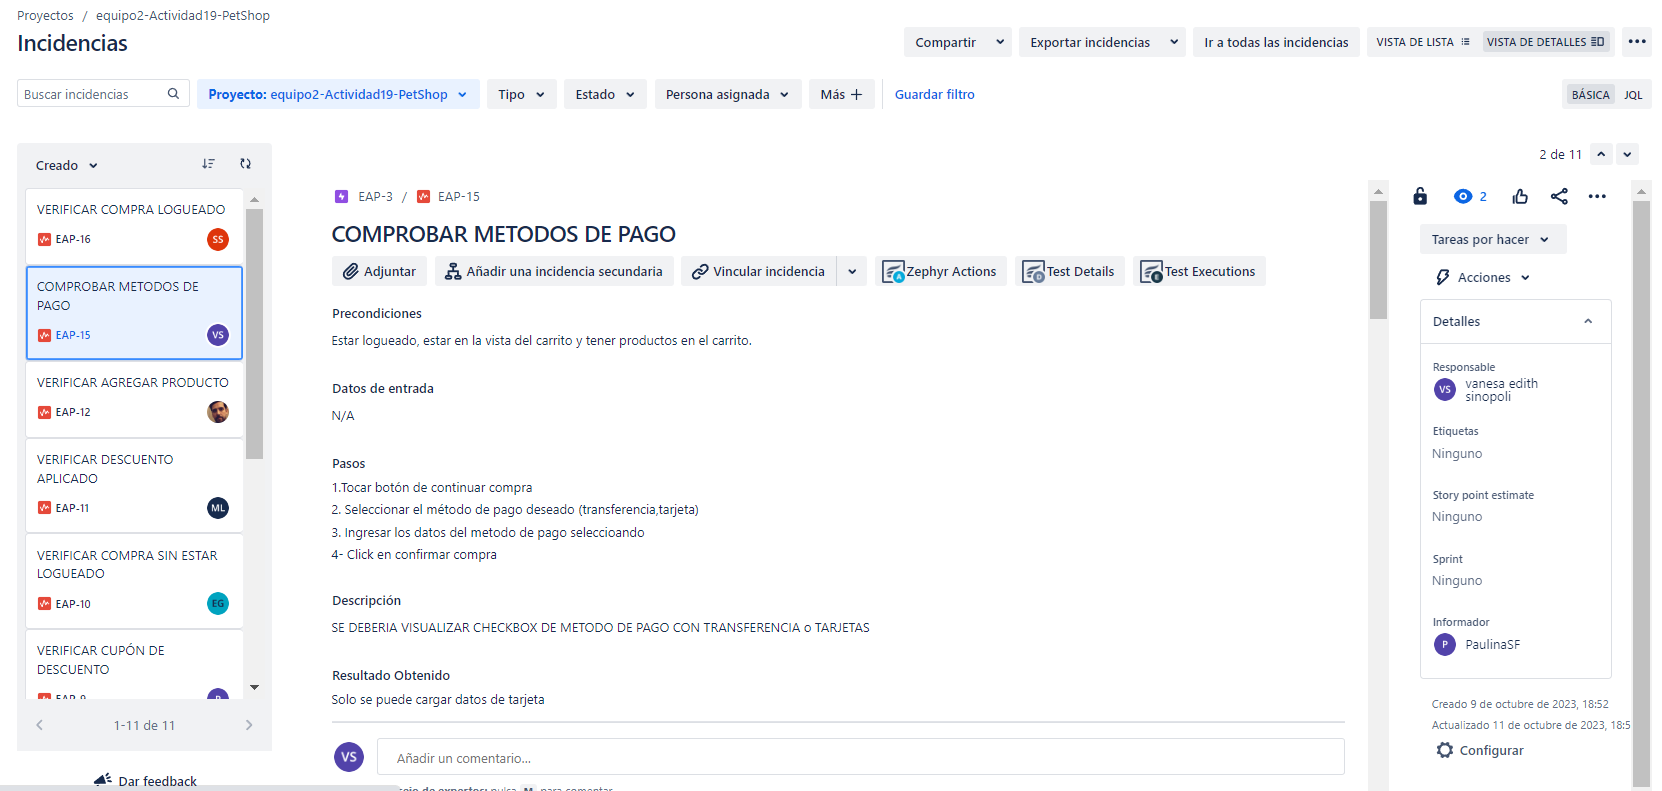 Proyectos / equipo2-Actividad19-PetShop
Incidencias
Compartir
Exportar incidencias
Ir a todas las incidencias
VISTA DE LISTA
VISTA DE DETALLES
Buscar incidencias
Proyecto: equipo2-Actividad19-PetShop
Tipo
Estado
Persona asignada
Más
Guardar filtro
BÁSICA
JQL
Creado
VERIFICAR COMPRA LOGUEADO
EAP-16
SS
COMPROBAR METODOS DE
PAGO
EAP-15
VS
VERIFICAR AGREGAR PRODUCTO
EAP-12
VERIFICAR DESCUENTO
APLICADO
EAP-11
ML
VERIFICAR COMPRA SIN ESTAR
LOGUEADO
EAP-10
EG
VERIFICAR CUPÓN DE
DESCUENTO
EAP-9
P
1-11 de 11
Dar feedback
2 de 11
EAP-3 / EAP-15
COMPROBAR METODOS DE PAGO
Adjuntar
Añadir una incidencia secundaria
Vincular incidencia
Zephyr Actions
Test Details
Test Executions
Precondiciones
Estar logueado, estar en la vista del carrito y tener productos en el carrito.
Datos de entrada
N/A
Pasos
1.Tocar botón de continuar compra
2. Seleccionar el método de pago deseado (transferencia,tarjeta)
3. Ingresar los datos del metodo de pago seleccioando
4- Click en confirmar compra
Descripción
SE DEBERIA VISUALIZAR CHECKBOX DE METODO DE PAGO CON TRANSFERENCIA o TARJETAS
Resultado Obtenido
Solo se puede cargar datos de tarjeta
VS
Añadir un comentario...
de expertos: pulsa M para comentar
2
Tareas por hacer
Acciones
Detalles
Responsable
VS
vanesa edith
sinopoli
Etiquetas
Ninguno
Story point estimate
Ninguno
Sprint
Ninguno
Informador
P
PaulinaSF
Creado 9 de octubre de 2023, 18:52
Actualizado 11 de octubre de 2023, 18:5
Configurar